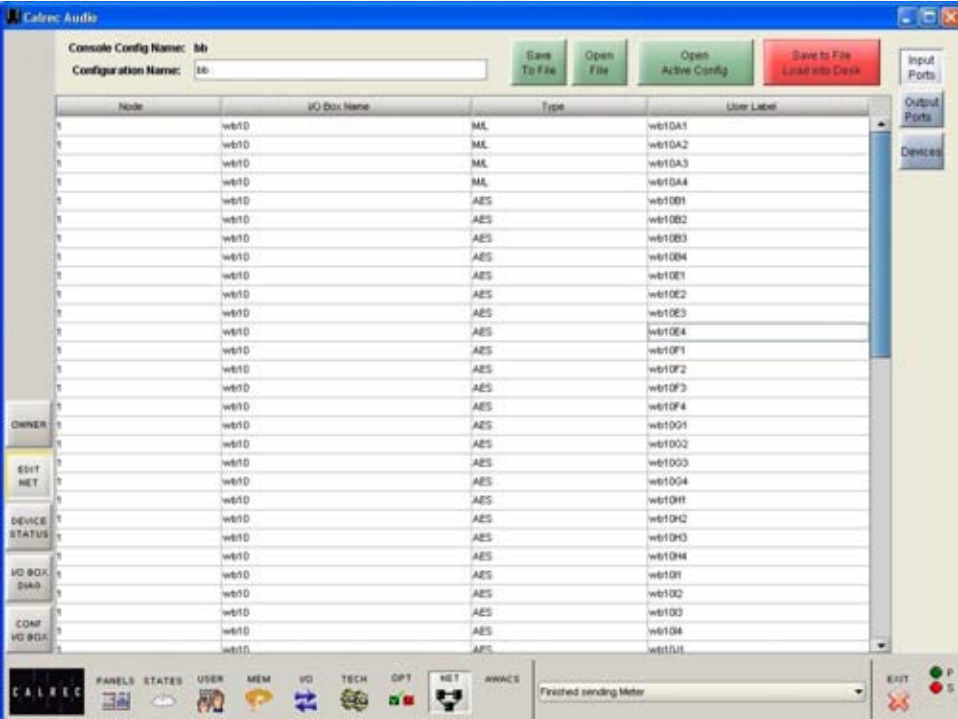 Calrec Audio
Console Config Name: bb
Configuration Name: bb
Save To File
Open File
Open Active Config
Save to File Load into Desk
Input Ports
Output Ports
Devices
Node I/O Box Name Type User Label
1 wb10 M/L wb10A1
1 wb10 M/L wb10A2
1 wb10 M/L wb10A3
1 wb10 M/L wb10A4
1 wb10 AES wb10B1
1 wb10 AES wb10B2
1 wb10 AES wb10B3
1 wb10 AES wb10B4
1 wb10 AES wb10E1
1 wb10 AES wb10E2
1 wb10 AES wb10E3
1 wb10 AES wb10E4
1 wb10 AES wb10F1
1 wb10 AES wb10F2
1 wb10 AES wb10F3
1 wb10 AES wb10F4
1 wb10 AES wb10G1
1 wb10 AES wb10G2
1 wb10 AES wb10G3
1 wb10 AES wb10G4
1 wb10 AES wb10H1
1 wb10 AES wb10H2
1 wb10 AES wb10H3
1 wb10 AES wb10H4
1 wb10 AES wb10I1
1 wb10 AES wb10I2
1 wb10 AES wb10I3
1 wb10 AES wb10I4
1 wb10 AES wb10J1
OWNER
EDIT NET
DEVICE STATUS
I/O BOX DIAG
CONF I/O BOX
CALREC
PANELS STATES USER MEM I/O TECH OPT NET AWACS
Finished sending Meter
EXIT
P
S